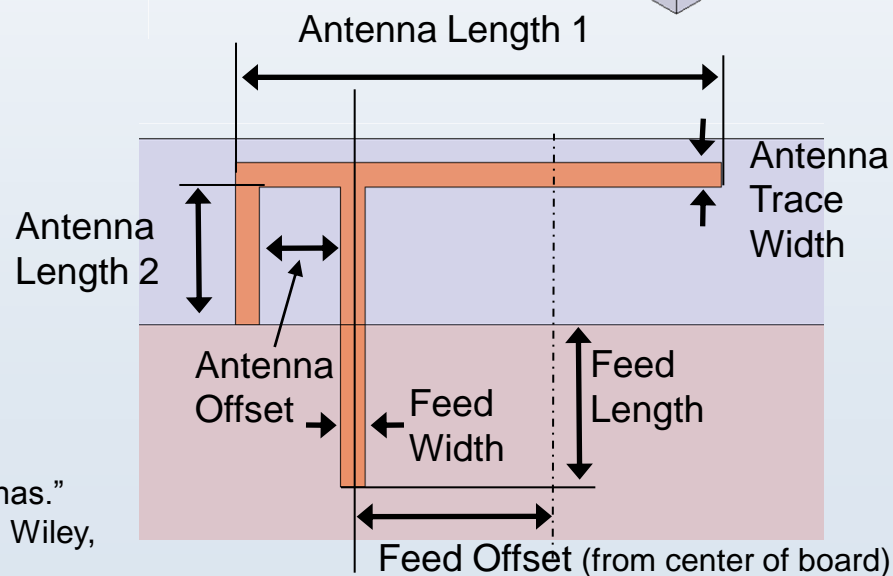 Antenna Length 1
Antenna
Trace
Width
Antenna
Length 2
Antenna
Offset
Feed
Width
Feed
Length
Wiley,
Feed Offset (from center of board)